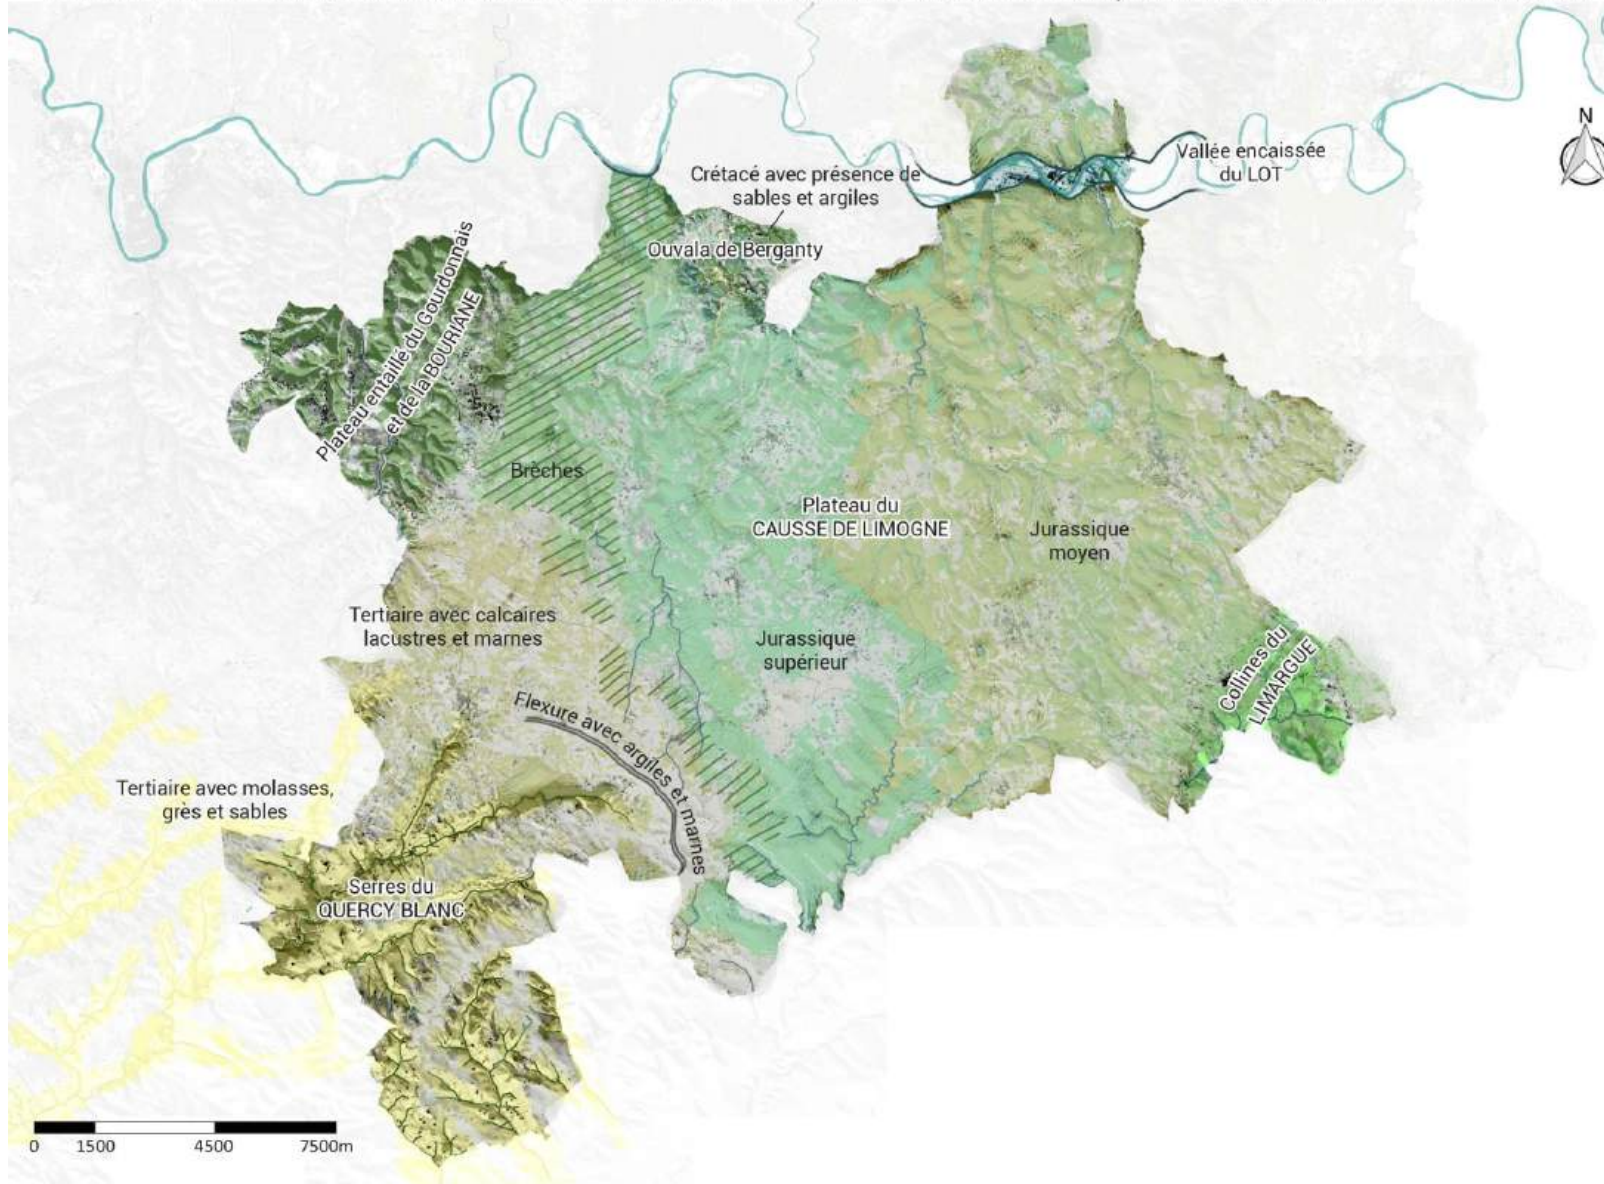 N
Vallée encaissée
du LOT
Crétacé avec présence de
sables et argiles
Ouvala de Berganty
Plateau entaillé du Gourdonnais
et de la BOURIANE
Brèches
Plateau du
CAUSSE DE LIMOGNE
Jurassique
moyen
Tertiaire avec calcaires
lacustres et marnes
Jurassique
supérieur
Collines du
LIMARGUE
Flexure avec argiles et marnes
Tertiaire avec molasses,
grès et sables
Serres du
QUERCY BLANC
0 1500 4500 7500m